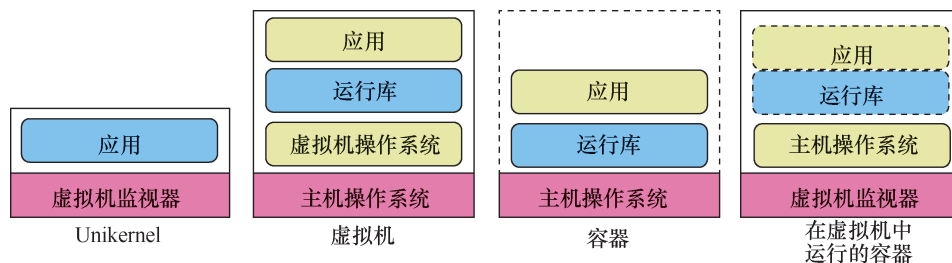 应用
虚拟机监视器
Unikernel
应用
运行库
虚拟机操作系统
主机操作系统
虚拟机
应用
运行库
主机操作系统
容器
应用
运行库
主机操作系统
虚拟机监视器
在虚拟机中
运行的容器